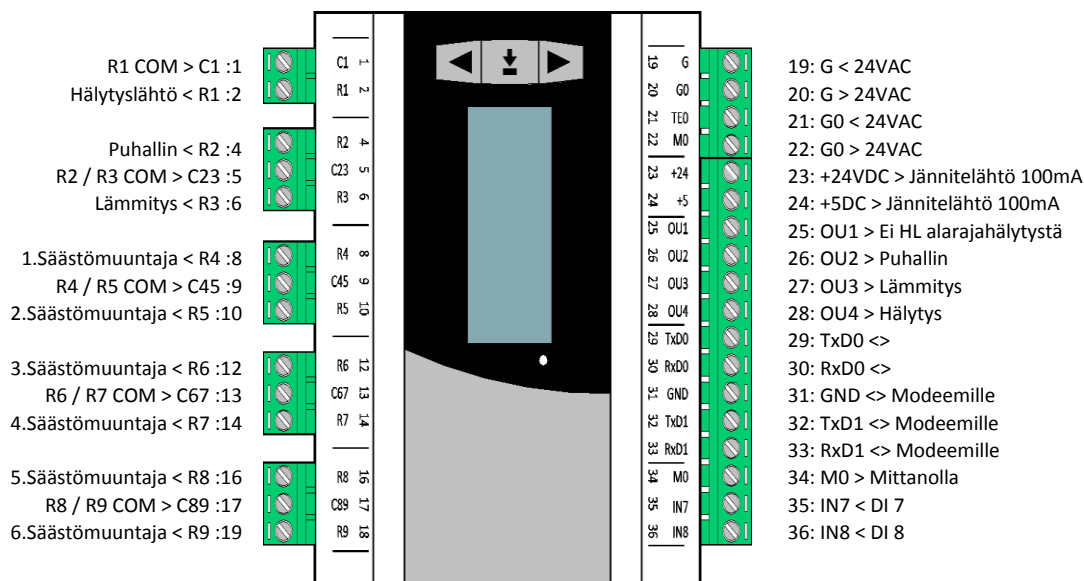 R1 COM > C1 :1
Hälytyslähtö < R1 :2
Puhallin < R2 :4
R2 / R3 COM > C23 :5
Lämmitys < R3 :6
1.Säästömuuntaja < R4 :8
R4 / R5 COM > C45 :9
2.Säästömuuntaja < R5 :10
3.Säästömuuntaja < R6 :12
R6 / R7 COM > C67 :13
4.Säästömuuntaja < R7 :14
5.Säästömuuntaja < R8 :16
R8 / R9 COM > C89 :17
6.Säästömuuntaja < R9 :19
C1 1
R1 2
R2 4
C23 5
R3 6
R4 8
C45 9
R5 10
R6 12
C67 13
R7 14
R8 16
C89 17
R9 18
19 G
20 G0
21 TE0
22 M0
23 +24
24 +5
25 OU1
26 OU2
27 OU3
28 OU4
29 TxD0
30 RxD0
31 GND
32 TxD1
33 RxD1
34 M0
35 IN7
36 IN8
19: G < 24VAC
20: G > 24VAC
21: G0 < 24VAC
22: G0 > 24VAC
23: +24VDC > Jännitelähtö 100mA
24: +5DC > Jännitelähtö 100mA
25: OU1 > Ei HL alarajahälytystä
26: OU2 > Puhallin
27: OU3 > Lämmitys
28: OU4 > Hälytys
29: TxD0 <>
30: RxD0 <>
31: GND <> Modeemille
32: TxD1 <> Modeemille
33: RxD1 <> Modeemille
34: M0 > Mittanolla
35: IN7 < DI 7
36: IN8 < DI 8